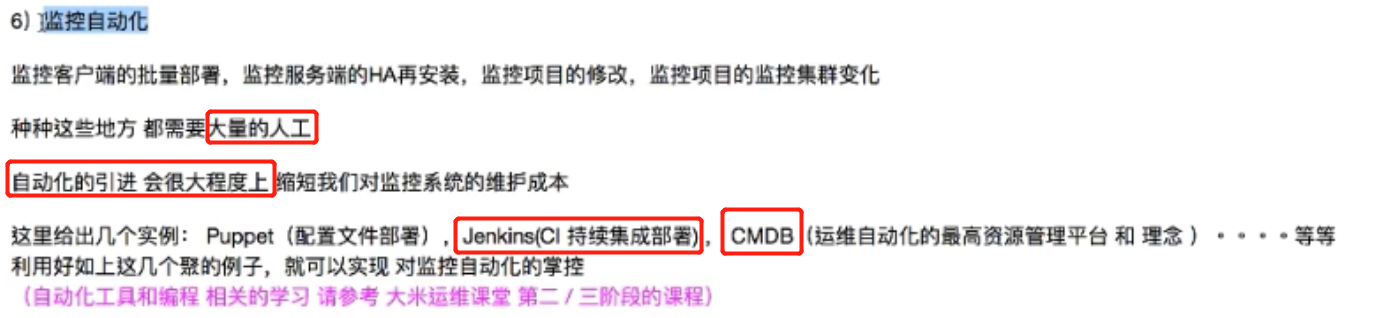 6）监控自动化
监控客户端的批量部署，监控服务端的HA再安装，监控项目的修改，监控项目的监控集群变化
种种这些地方 都需要大量的人工
自动化的引进 会很大程度上 缩短我们对监控系统的维护成本
这里给出几个实例： Puppet（配置文件部署）, Jenkins(CI 持续集成部署)， CMDB（运维自动化的最高资源管理平台 和 理念 ）。。。。等等
利用好如上这几个聚的例子，就可以实现 对监控自动化的掌控
（自动化工具和编程 相关的学习 请参考 大米运维课堂 第二 / 三阶段的课程）